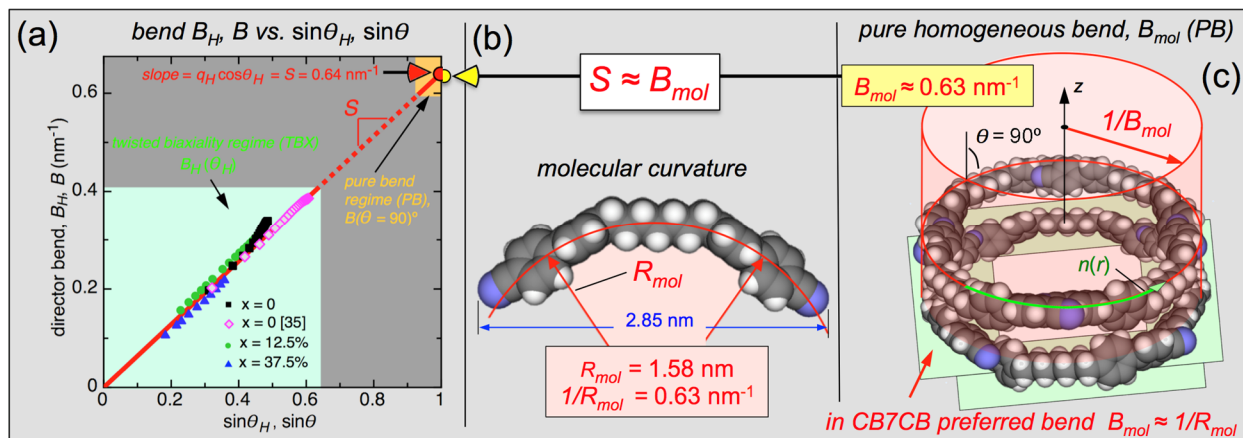 (a)
bend B_H, B vs. sinθ_H, sinθ
slope = q_H cosθ_H = S = 0.64 nm⁻¹
S
twisted biaxiality regime (TBX)
B_H(θ_H)
pure bend
regime (PB),
B(θ = 90)º
director bend, B_H, B (nm⁻¹)
0.6
0.4
0.2
0
0
0.2
0.4
0.6
0.8
1
sinθ_H, sinθ
x = 0
x = 0 [35]
x = 12.5%
x = 37.5%
(b)
S ≈ B_mol
molecular curvature
R_mol
2.85 nm
R_mol = 1.58 nm
1/R_mol = 0.63 nm⁻¹
pure homogeneous bend, B_mol (PB)
(c)
B_mol ≈ 0.63 nm⁻¹
z
1/B_mol
θ = 90º
n(r)
in CB7CB preferred bend B_mol ≈ 1/R_mol